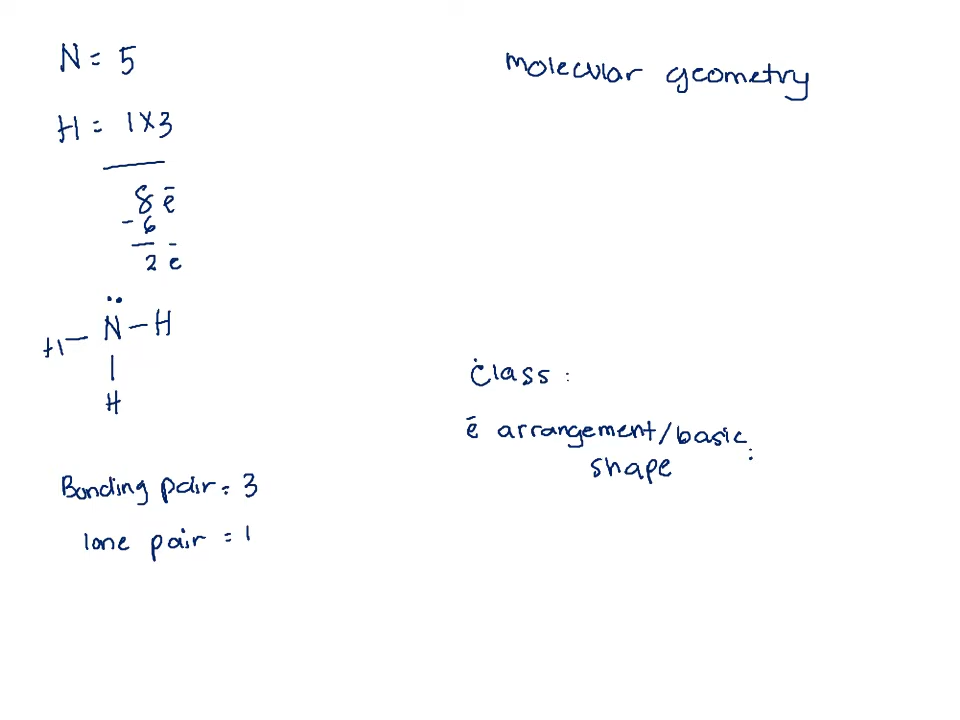 N = 5
H = 1x3
8 ē
- 6
2 ē
N - H
H -
H
Bonding pair = 3
lone pair = 1
molecular geometry
Class :
ē arrangement/basic :
shape